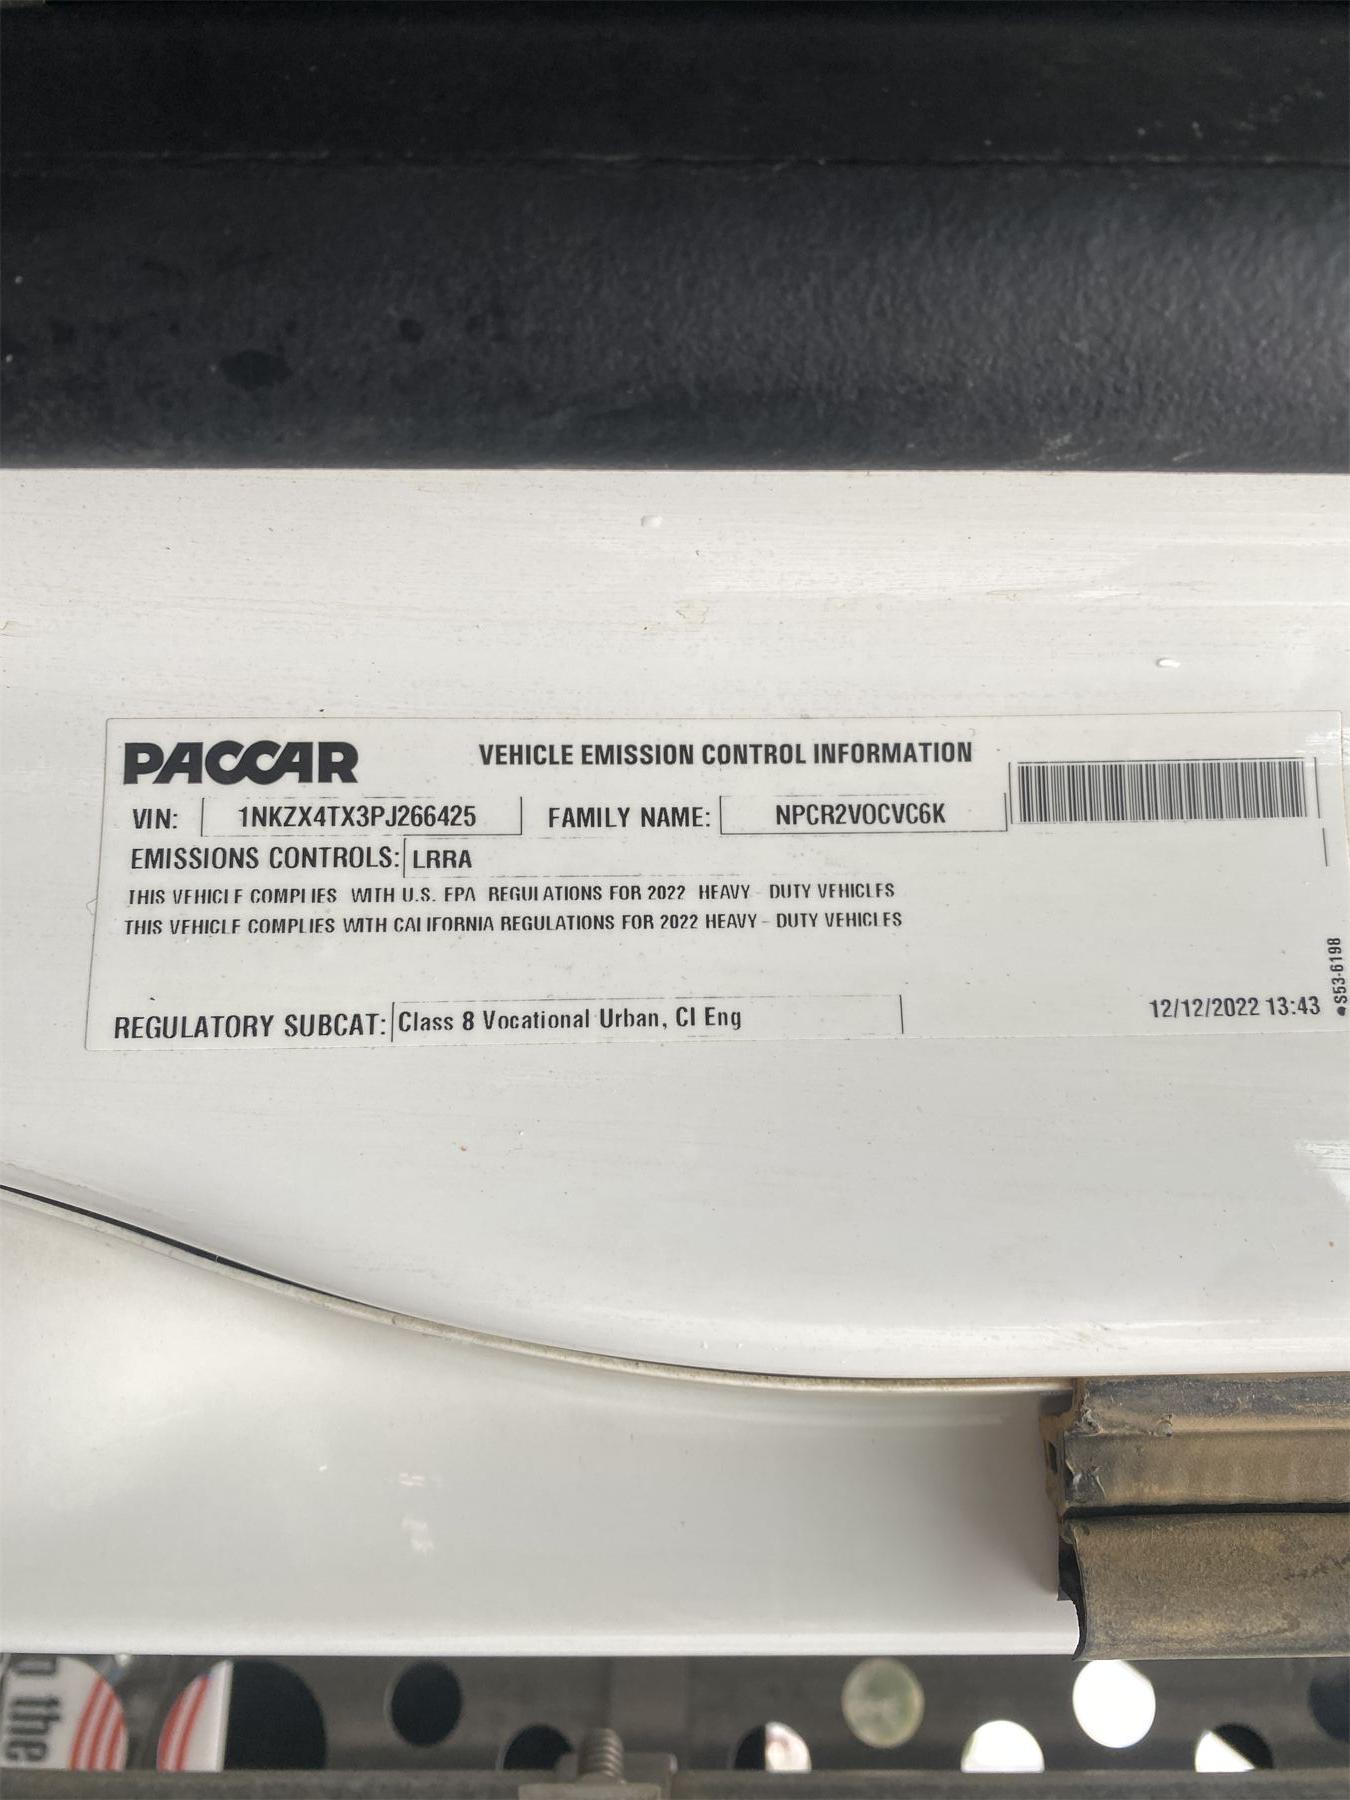 PACCAR
VEHICLE EMISSION CONTROL INFORMATION
VIN: 1NKZX4TX3PJ266425 FAMILY NAME: NPCR2VOCVC6K
EMISSIONS CONTROLS: LRRA
THIS VEHICLE COMPLIES WITH U.S. EPA REGULATIONS FOR 2022 HEAVY - DUTY VEHICLES
THIS VEHICLE COMPLIES WITH CALIFORNIA REGULATIONS FOR 2022 HEAVY - DUTY VEHICLES
REGULATORY SUBCAT: Class 8 Vocational Urban, CI Eng
12/12/2022 13:43
S53-6198
the